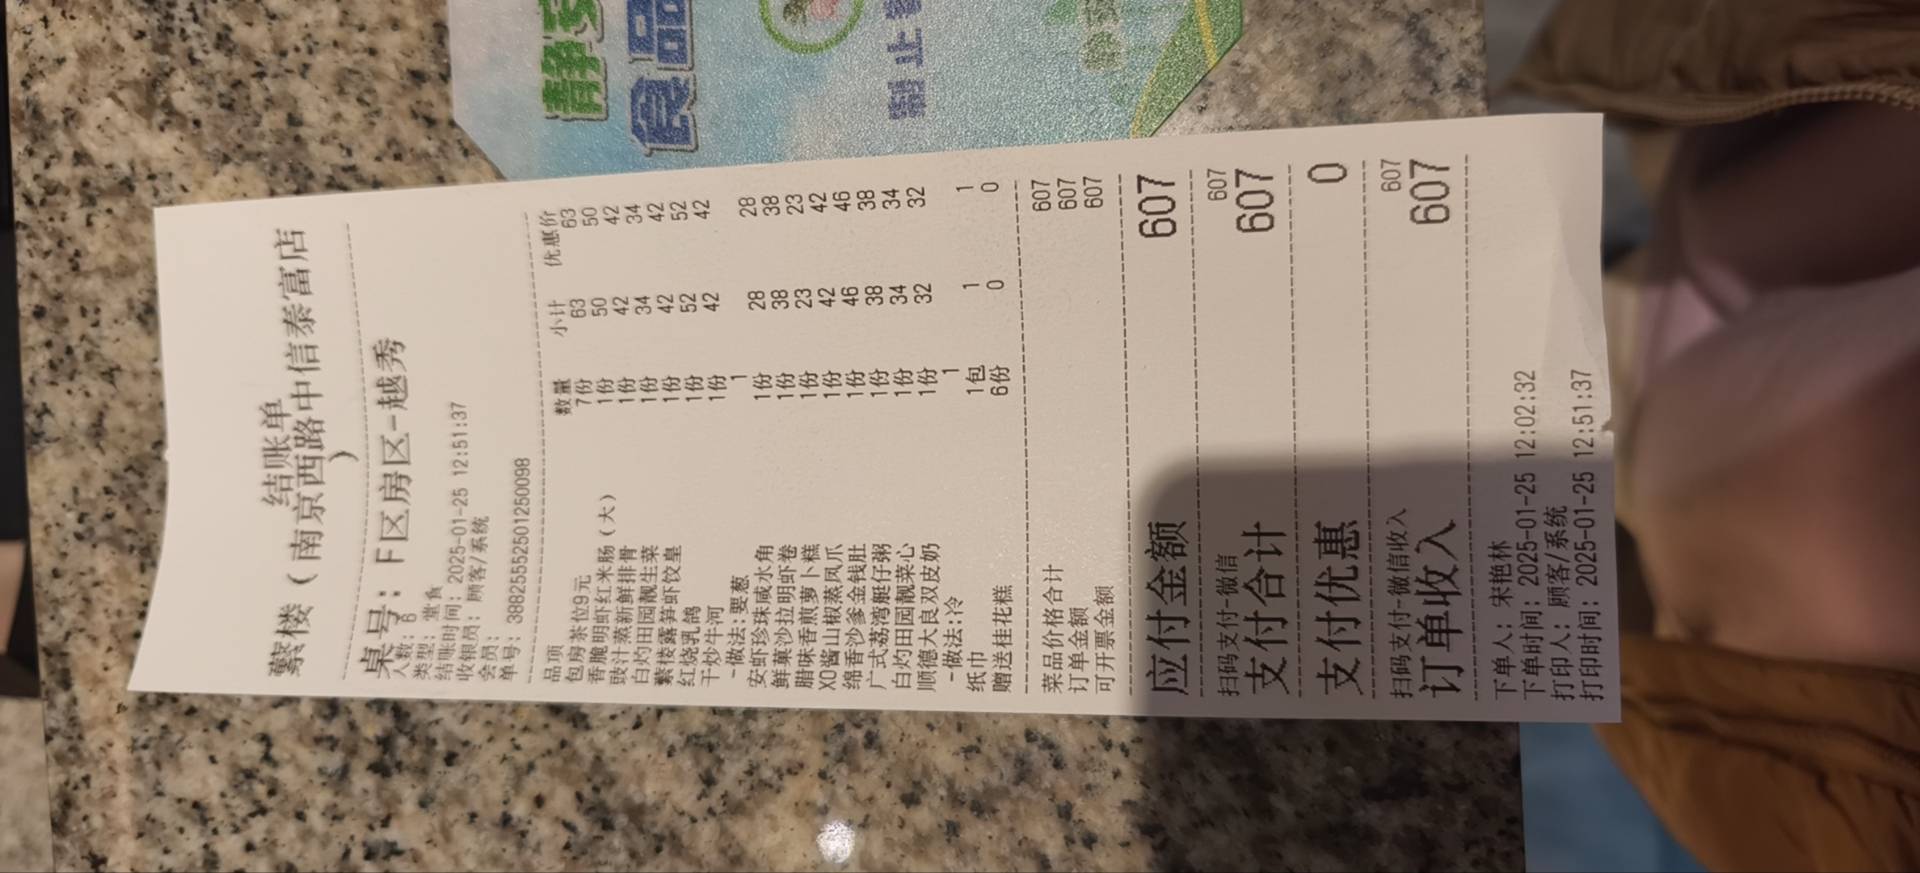 结账单
蘩楼（南京西路中信泰富店
）
桌号：F区房区-越秀
人数：6
类型：堂食
结账时间：2025-01-25 12:51:37
收银员：顾客/系统
会员：
单号：3882555250125009​8
品项 数量 小计 优惠价
包房茶位9元 7份 63 63
香脆明虾红米肠（大） 1份 50 50
豉汁蒸新鲜排骨 1份 42 42
白灼田园靓生菜 1份 34 34
蘩楼露笋虾饺皇 1份 42 42
红烧乳鸽 1份 52 52
干炒牛河 1份 42 42
-做法:要葱 1
安虾珍珠咸水角 1份 28 28
鲜菓沙拉明虾卷 1份 38 38
腊味香煎萝卜糕 1份 23 23
XO酱山椒蒸凤爪 1份 42 42
绵香沙爹金钱肚 1份 46 46
广式荔湾艇仔粥 1份 38 38
白灼田园靓菜心 1份 34 34
顺德大良双皮奶 1份 32 32
-做法:冷 1
纸巾 1包 1 1
赠送桂花糕 6份 0 0
菜品价格合计 607
订单金额 607
可开票金额 607
应付金额 607
扫码支付-微信 607
支付合计 607
支付优惠 0
扫码支付-微信收入 607
订单收入 607
下单人：宋艳林
下单时间：2025-01-25 12:02:32
打印人：顾客/系统
打印时间：2025-01-25 12:51:37
静安
食品
止